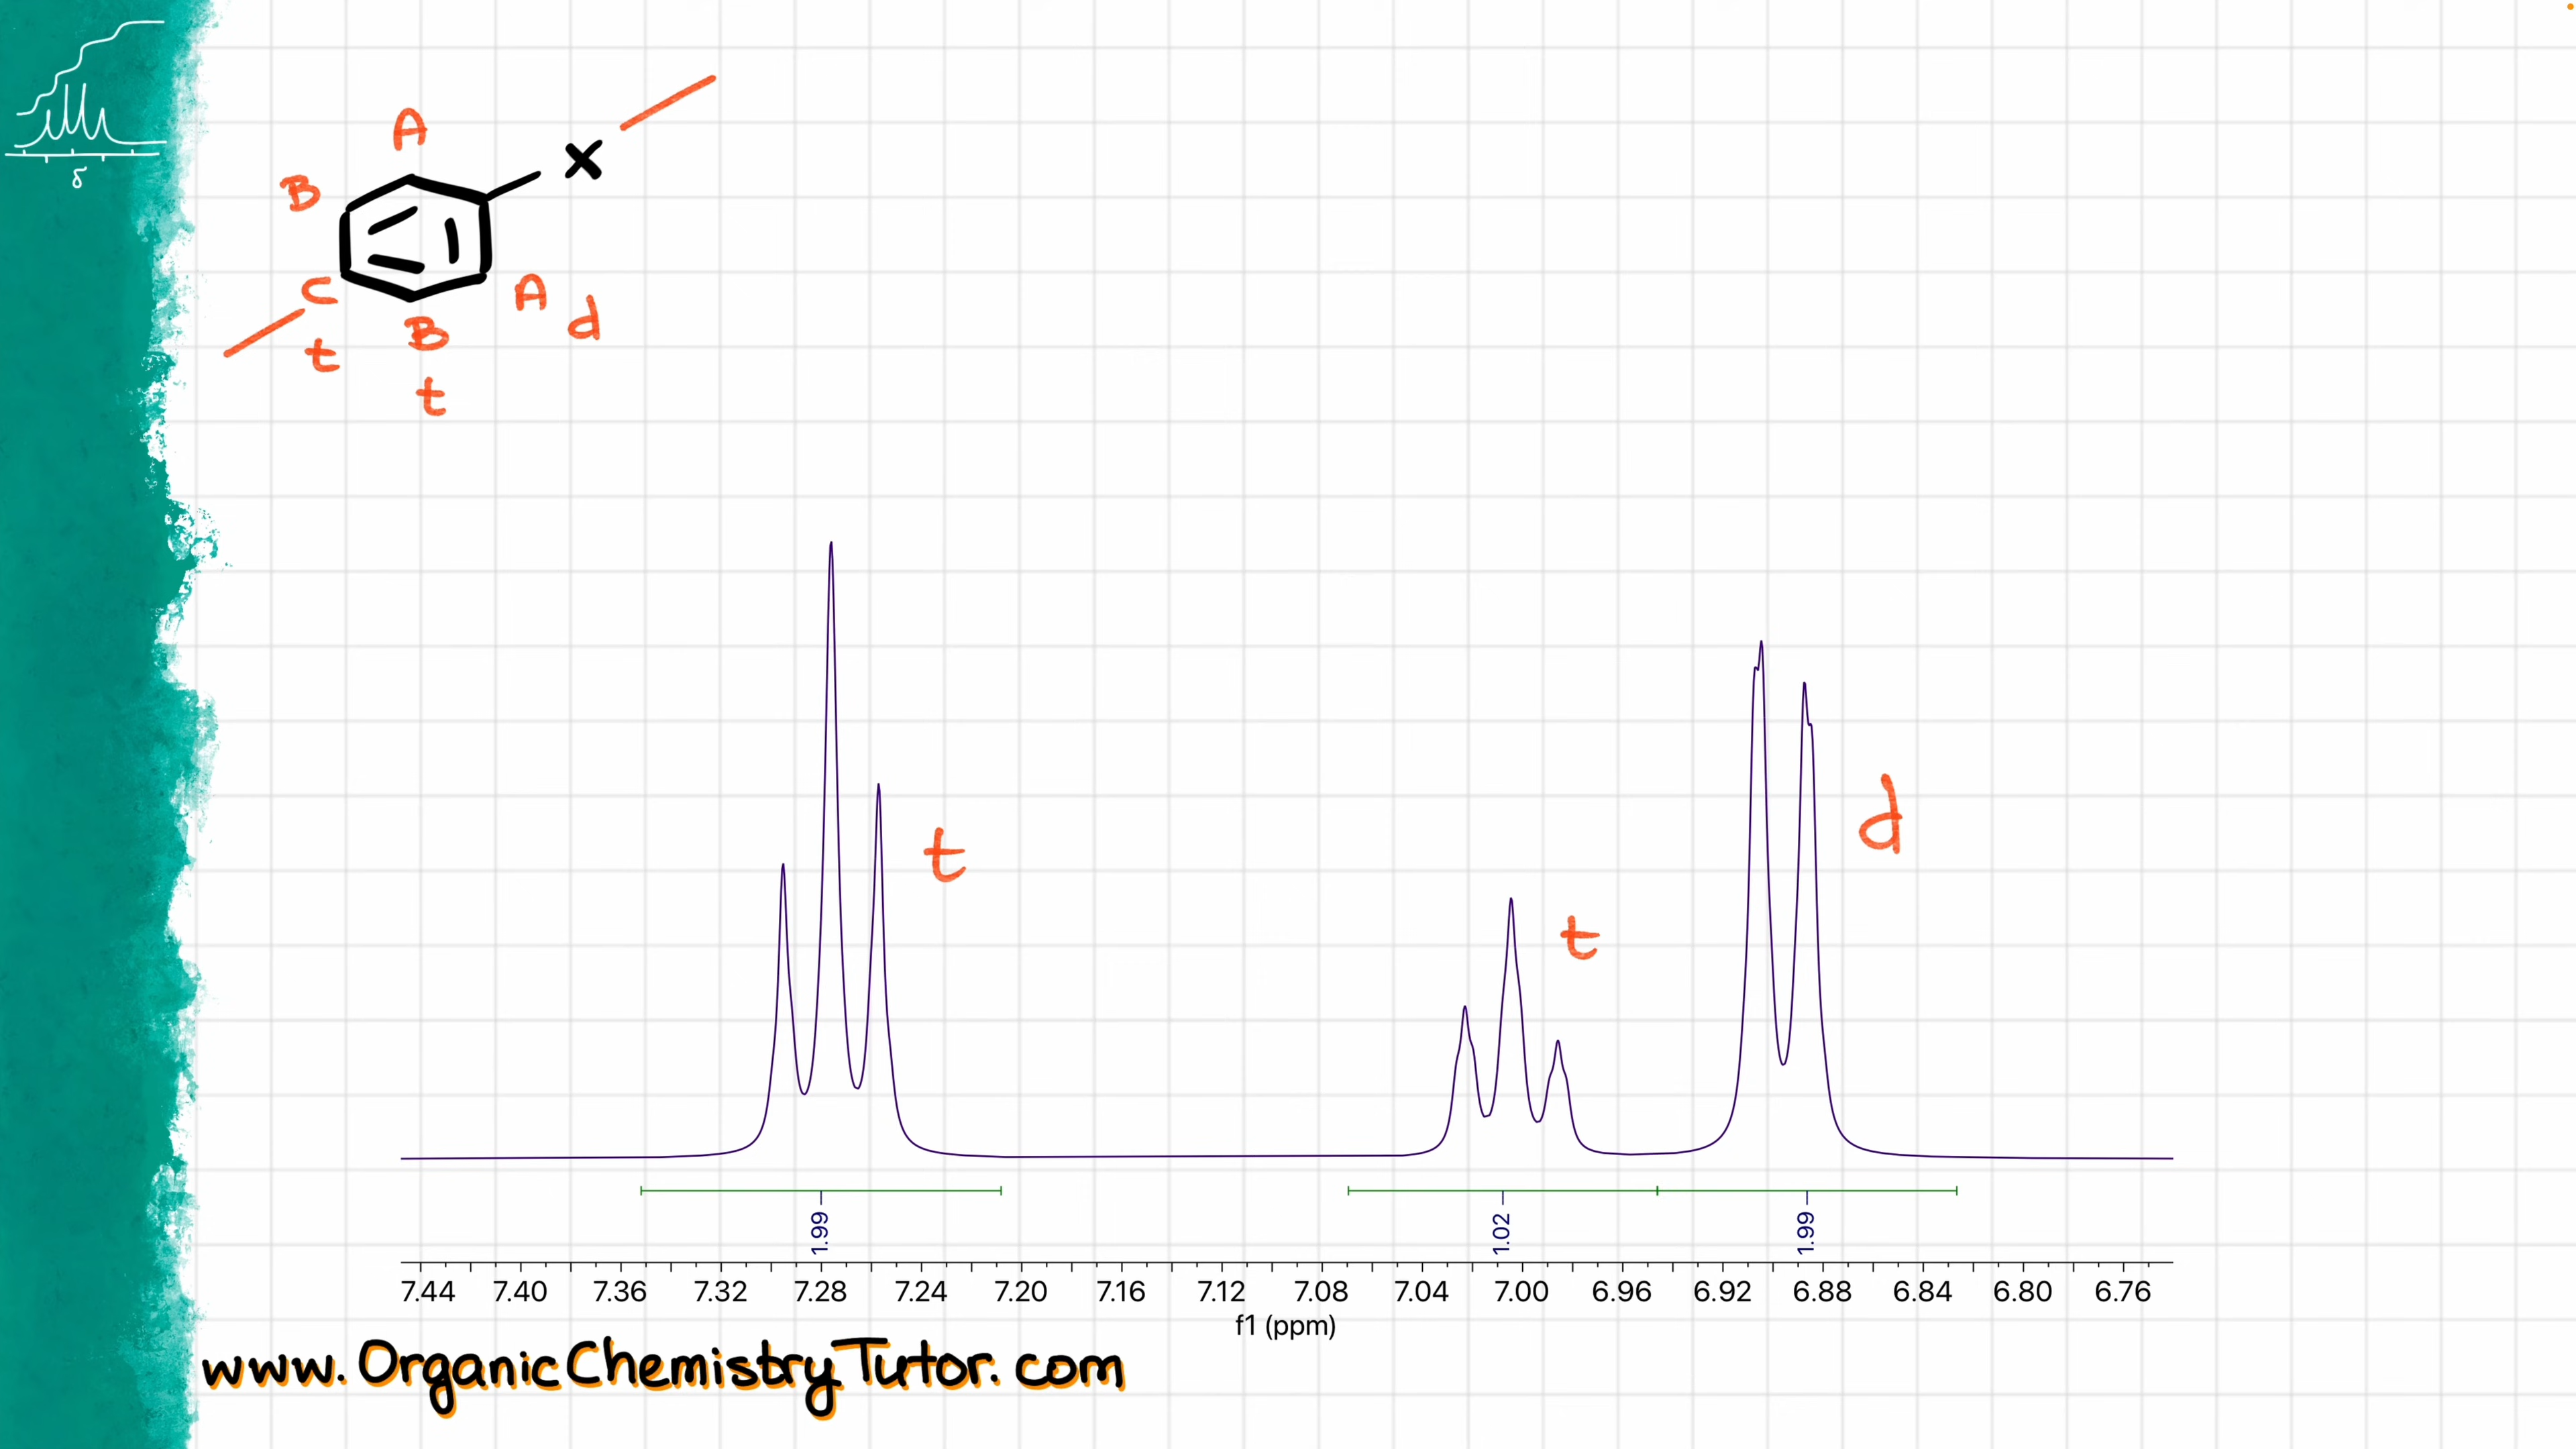 δ
A
X
B
C
A
d
B
t
t
t
t
d
1.99
1.02
1.99
7.44 7.40 7.36 7.32 7.28 7.24 7.20 7.16 7.12 7.08 7.04 7.00 6.96 6.92 6.88 6.84 6.80 6.76
f1 (ppm)
www.OrganicChemistryTutor.com